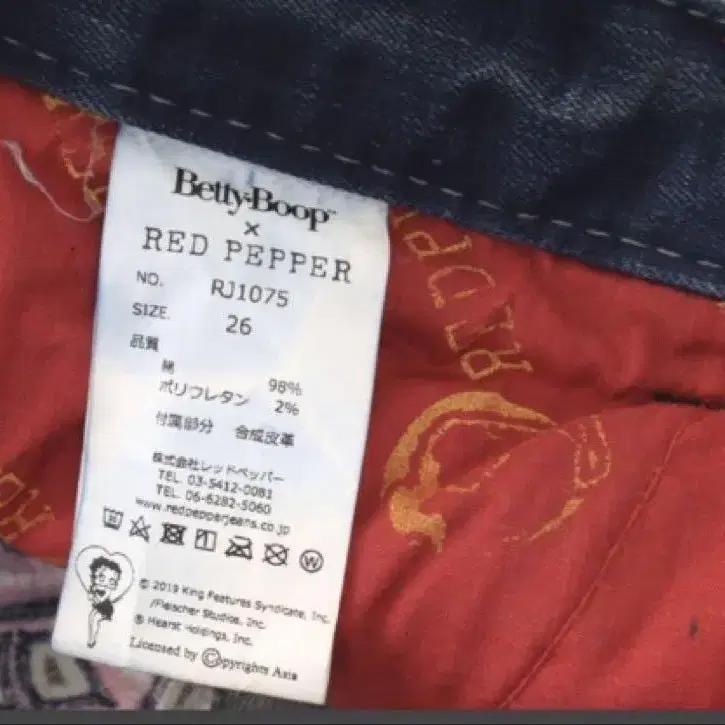 Betty Boop™
×
RED PEPPER
NO. RJ1075
SIZE. 26
品質
綿 98%
ポリウレタン 2%
付属部分 合成皮革
株式会社レッドペッパー
TEL. 03-5412-0081
TEL. 06-6282-5060
www.redpepperjeans.co.jp
W
© 2019 King Features Syndicate, Inc.
/Fleischer Studios, Inc.
® Hearst Holdings, Inc.
Licensed by ©opyrights Asia